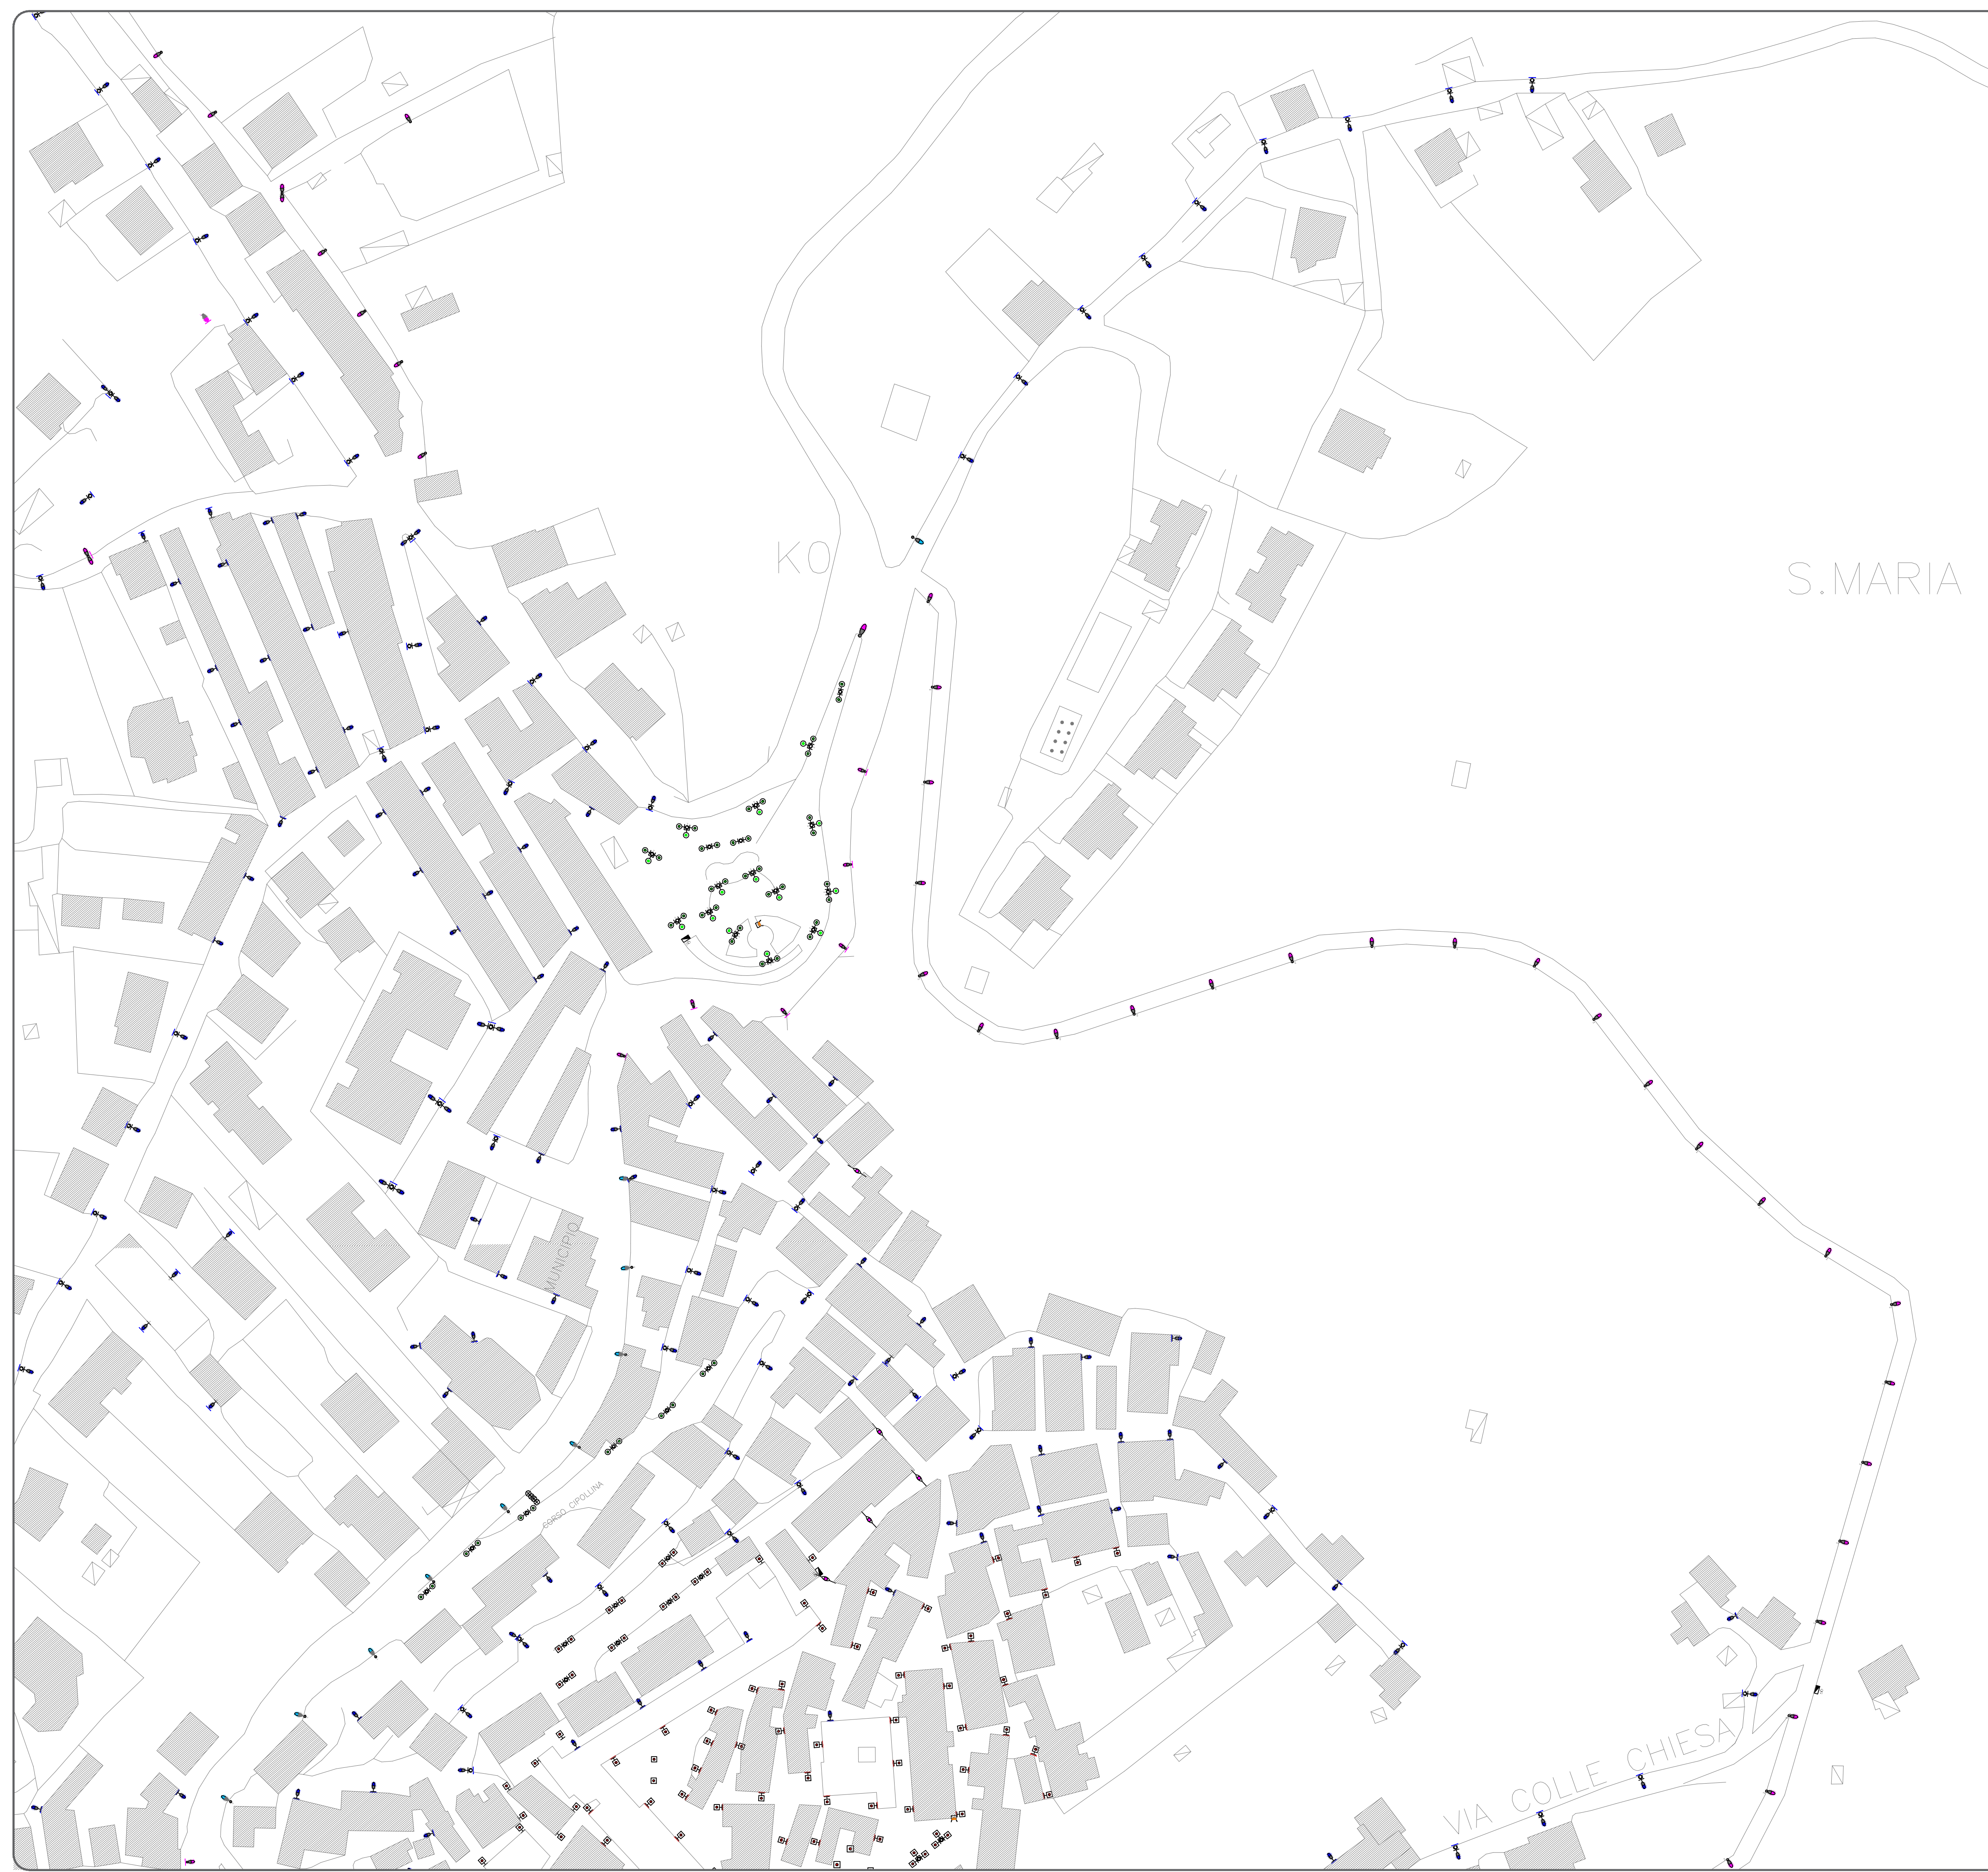 KO
S.MARIA
MUNICIPIO
CORSO CIPOLLINA
VIA COLLE CHIESA